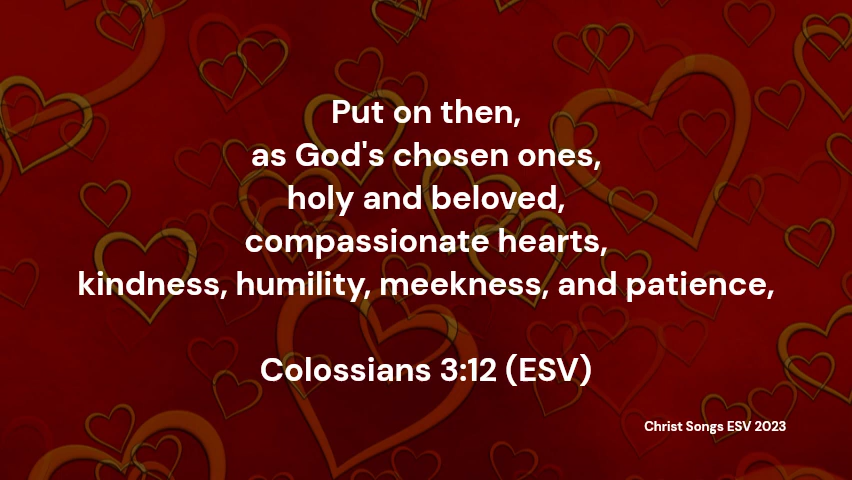 Put on then,
as God's chosen ones,
holy and beloved,
compassionate hearts,
kindness, humility, meekness, and patience,
Colossians 3:12 (ESV)
Christ Songs ESV 2023